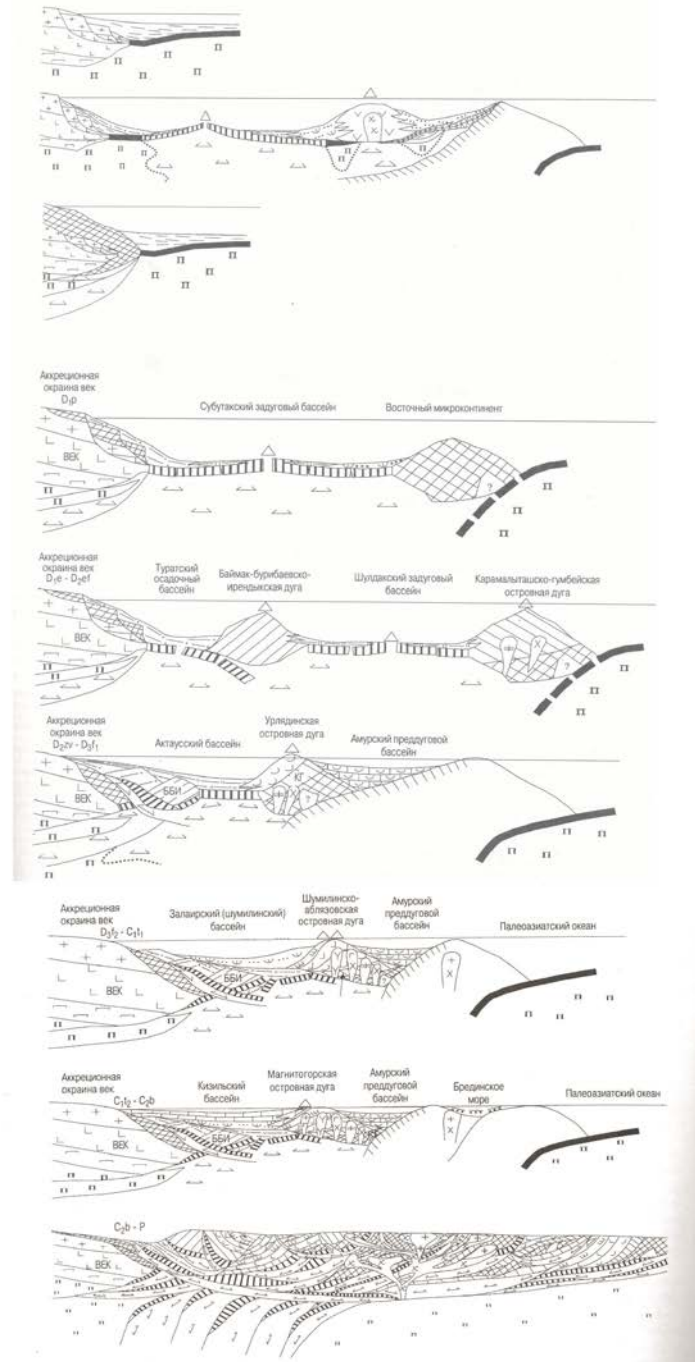 Аккреционная
окраина век
D₁p
Субутакский задуговый бассейн
Восточный микроконтинент
ВЕК
?
Аккреционная
окраина век
D₁e - D₂ef
Туратский
осадочный
бассейн
Баймак-бурибаевско-
ирендыкская дуга
Шулдакский задуговый
бассейн
Карамалыташско-гумбейская
островная дуга
ВЕК
?
Аккреционная
окраина век
D₂zv - D₃f₁
Актаусский бассейн
Урлядинская
островная дуга
Амурский преддуговой
бассейн
ВЕК
ББИ
КГ
?
Аккреционная
окраина век
D₃f₂ - C₁t₁
Залаирский (шумилинский)
бассейн
Шумилинско-
аблязовская
островная дуга
Амурский
преддуговой
бассейн
Палеоазиатский океан
ВЕК
ББИ
Аккреционная
окраина век
C₁t₂ - C₂b
Кизильский
бассейн
Магнитогорская
островная дуга
Амурский
преддуговой
бассейн
Брединское
море
Палеоазиатский океан
ВЕК
ББИ
C₂b - P
ВЕК